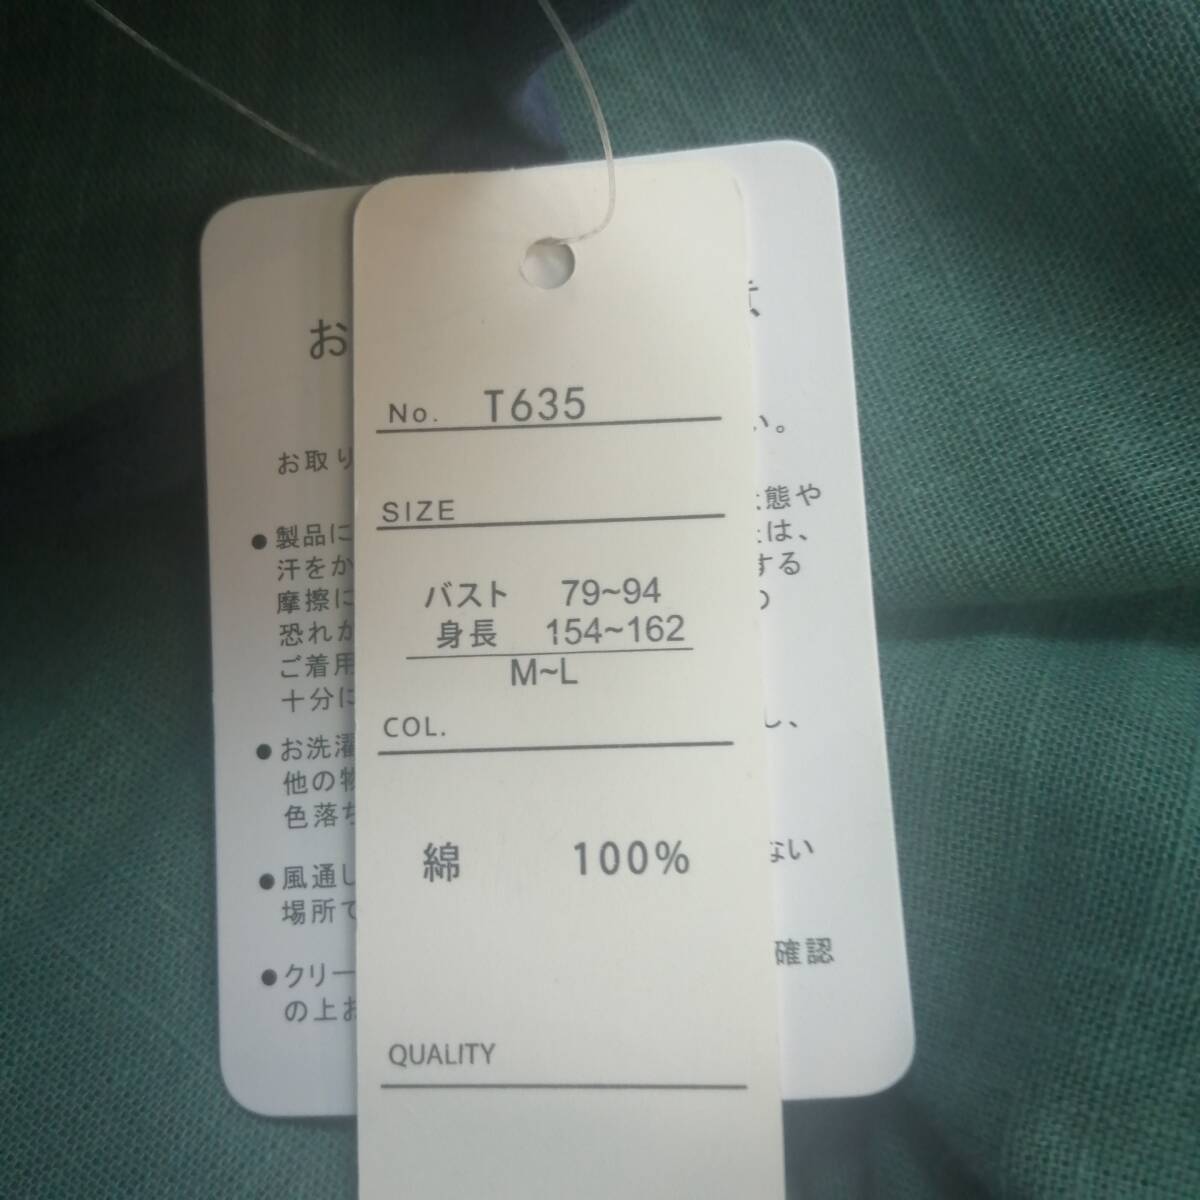 No. T635
SIZE
バスト 79~94
身長 154~162
M~L
COL.
綿 100%
QUALITY
お
い。
お取り
態や
● 製品に
は、
汗をか
する
摩擦に
の
恐れが
ご着用
十分に
し、
● お洗濯
他の物
色落ち
ない
● 風通し
場所で
確認
● クリー
の上お